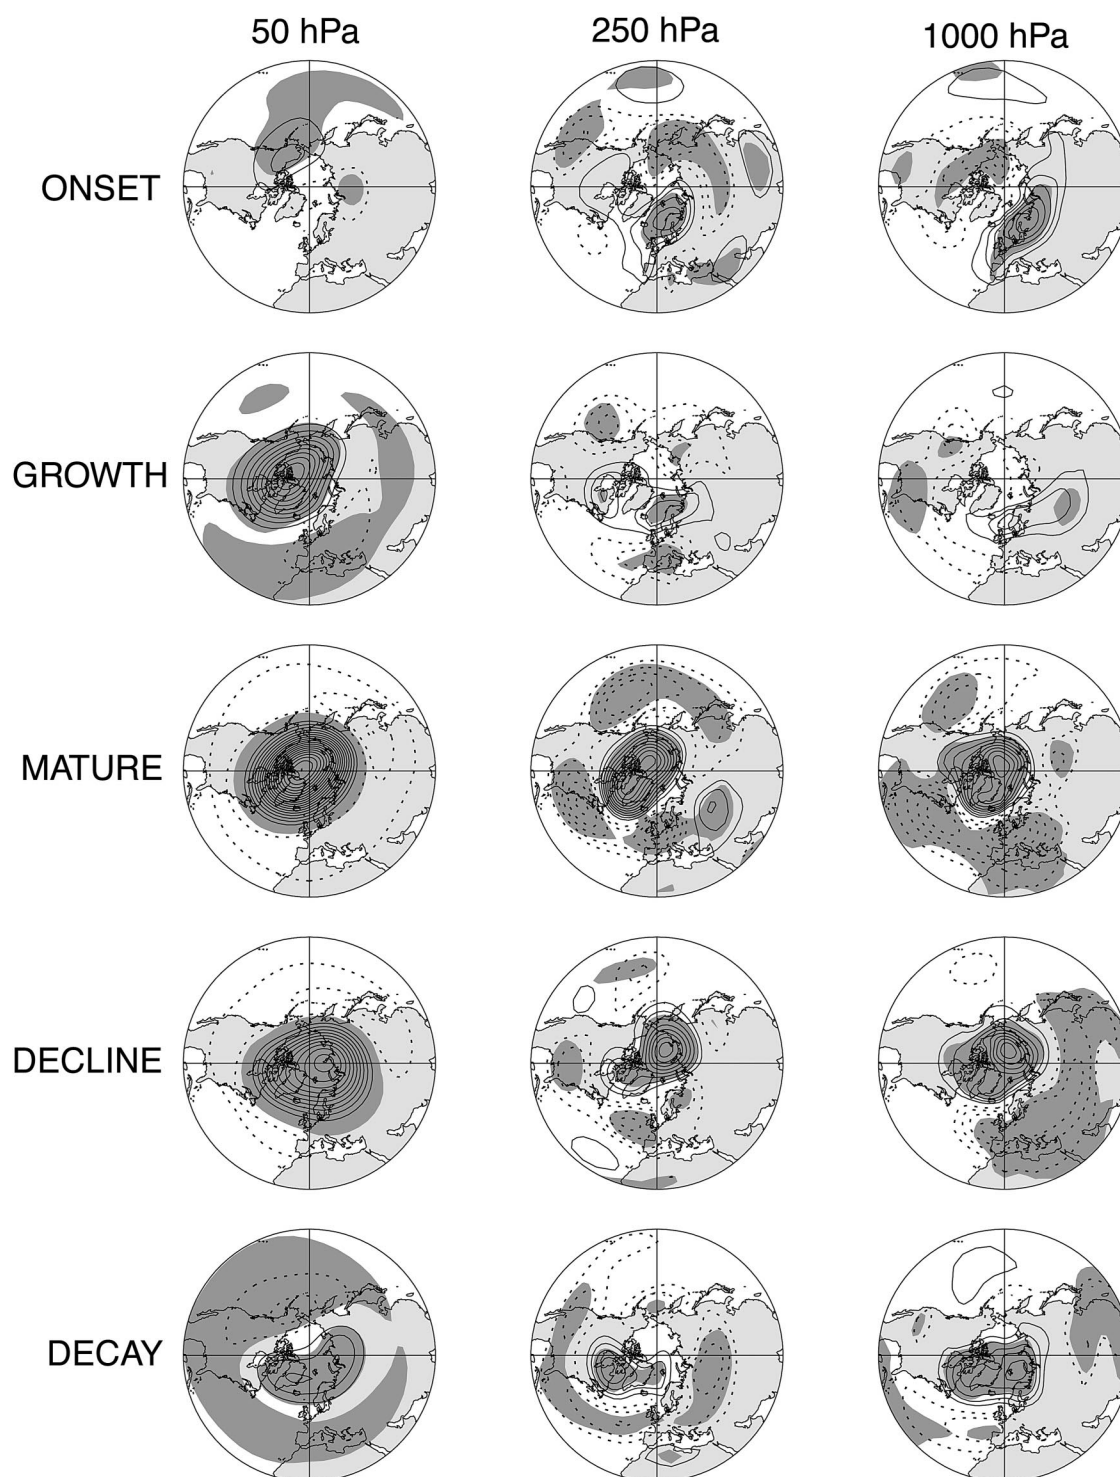 50 hPa 250 hPa 1000 hPa
ONSET
GROWTH
MATURE
DECLINE
DECAY